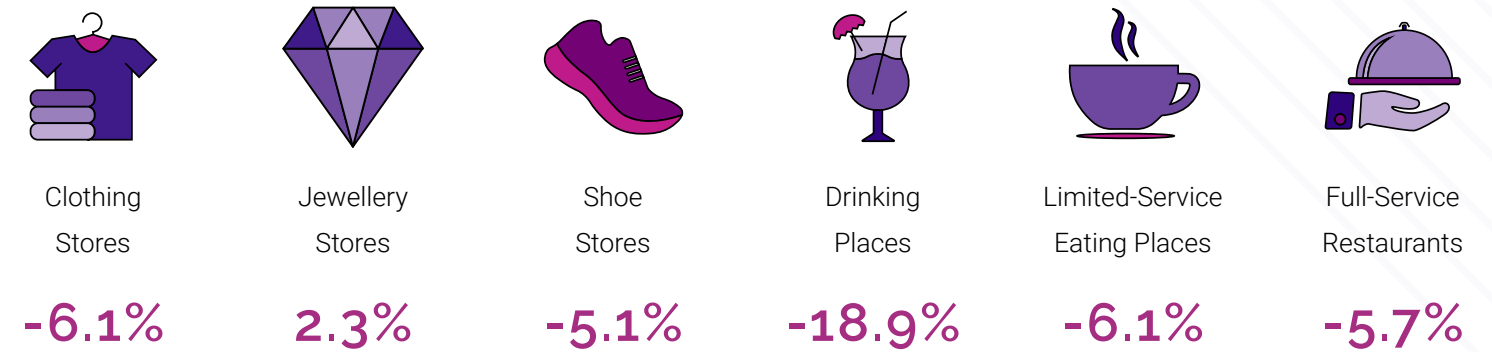 Clothing
Stores
-6.1%
Jewellery
Stores
2.3%
Shoe
Stores
-5.1%
Drinking
Places
-18.9%
Limited-Service
Eating Places
-6.1%
Full-Service
Restaurants
-5.7%